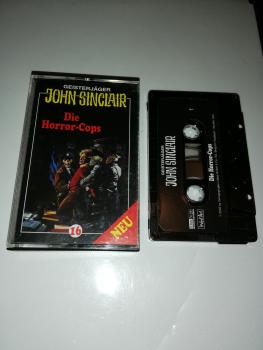 GEISTERJÄGER
JOHN SINCLAIR
Die
Horror-Cops
16
NEU
GEISTERJÄGER
JOHN SINCLAIR
Die Horror-Cops